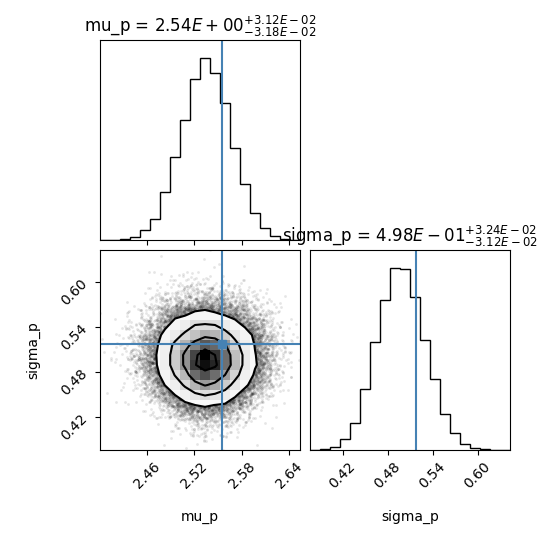 mu_p = 2.54E + 00+3.12E − 02 −3.18E − 02
sigma_p = 4.98E − 01+3.24E − 02 −3.12E − 02
sigma_p
0.60
0.54
0.48
0.42
2.46 2.52 2.58 2.64
mu_p
0.42 0.48 0.54 0.60
sigma_p